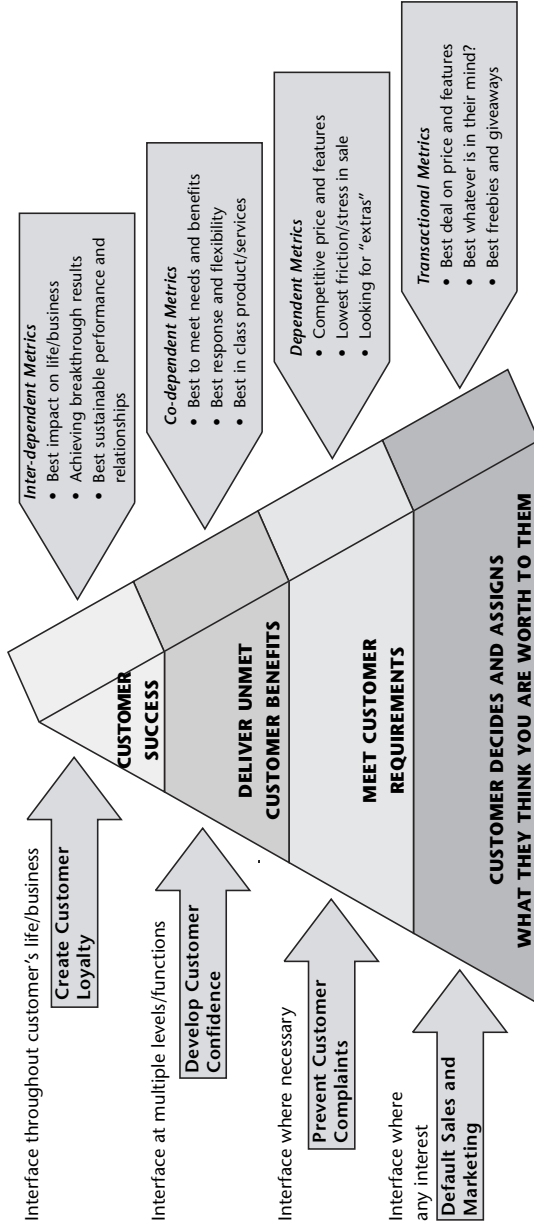 Interface throughout customer's life/business
Create Customer
Loyalty
Interface at multiple levels/functions
Develop Customer
Confidence
Interface where necessary
Prevent Customer
Complaints
Interface where
any interest
Default Sales and
Marketing
CUSTOMER
SUCCESS
DELIVER UNMET
CUSTOMER BENEFITS
MEET CUSTOMER
REQUIREMENTS
CUSTOMER DECIDES AND ASSIGNS
WHAT THEY THINK YOU ARE WORTH TO THEM
Inter-dependent Metrics
• Best impact on life/business
• Achieving breakthrough results
• Best sustainable performance and
relationships
Co-dependent Metrics
• Best to meet needs and benefits
• Best response and flexibility
• Best in class product/services
Dependent Metrics
• Competitive price and features
• Lowest friction/stress in sale
• Looking for "extras"
Transactional Metrics
• Best deal on price and features
• Best whatever is in their mind?
• Best freebies and giveaways